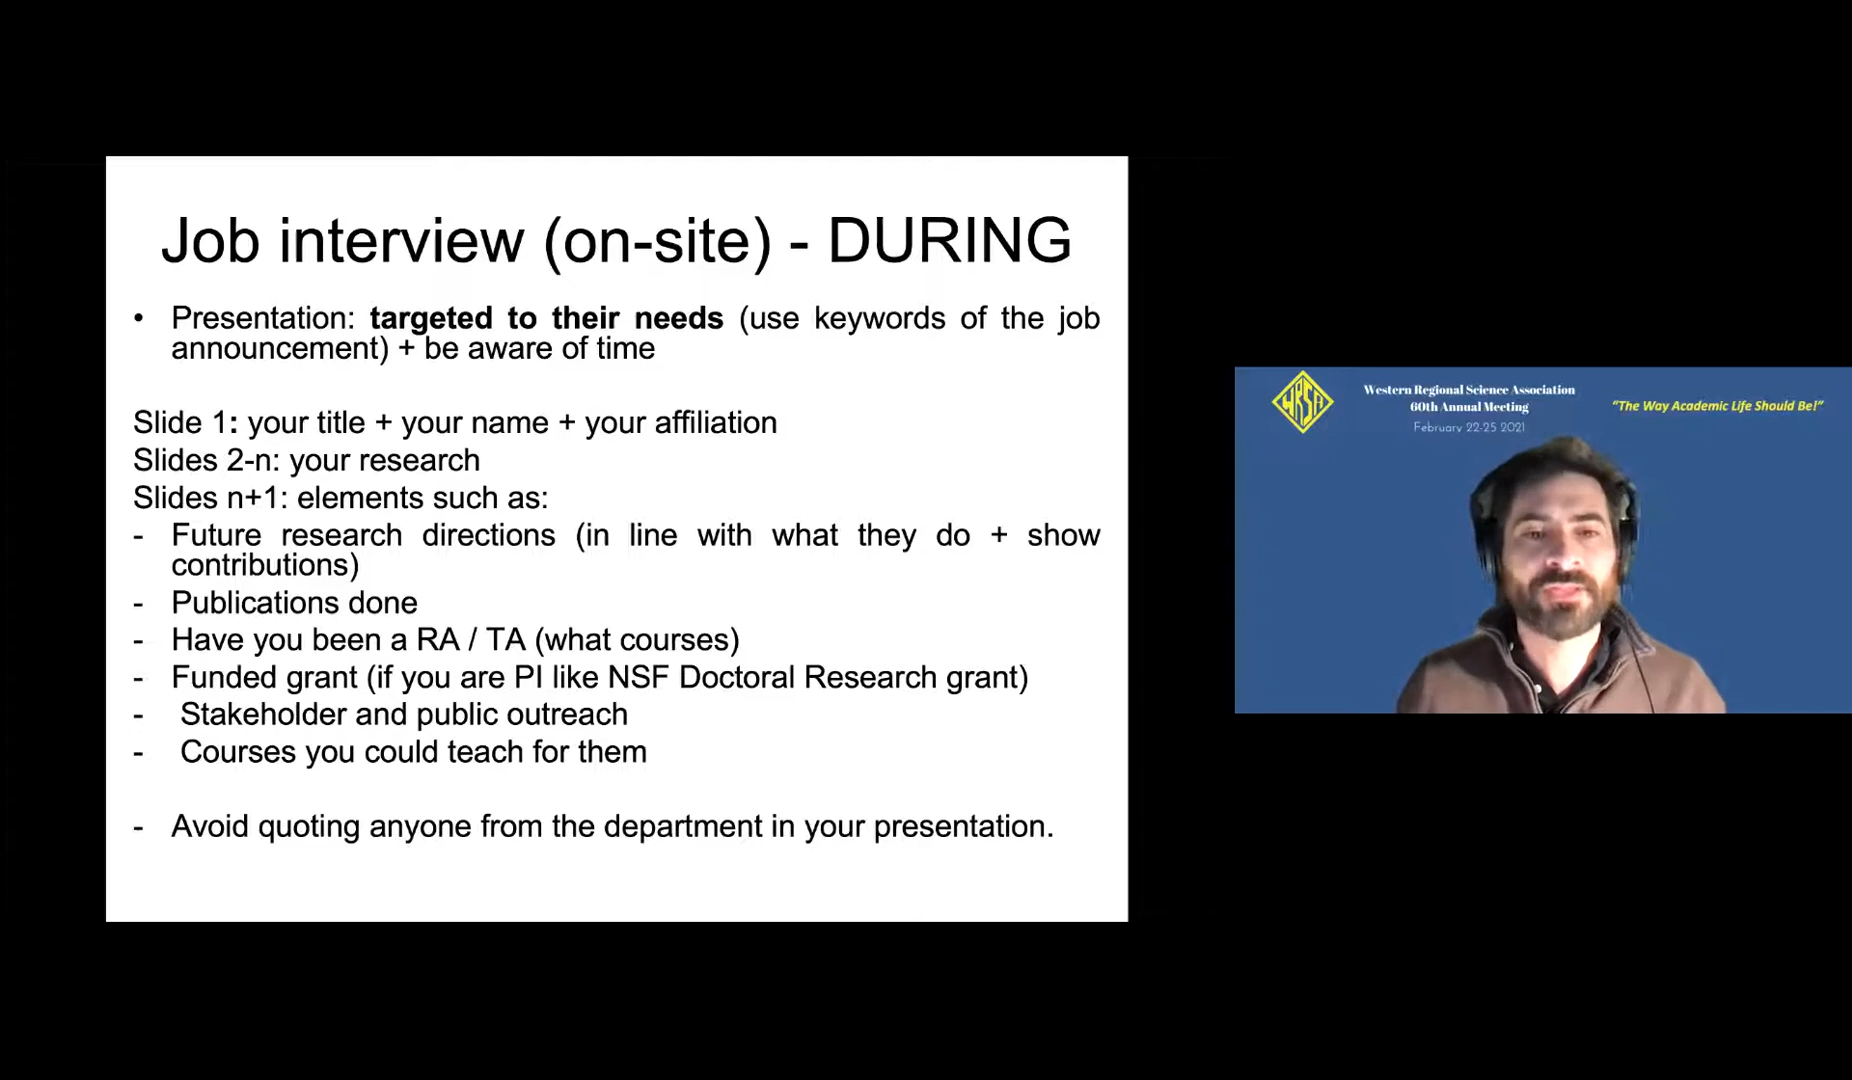 Job interview (on-site) - DURING
• Presentation: targeted to their needs (use keywords of the job
announcement) + be aware of time
Slide 1: your title + your name + your affiliation
Slides 2-n: your research
Slides n+1: elements such as:
- Future research directions (in line with what they do + show
contributions)
- Publications done
- Have you been a RA / TA (what courses)
- Funded grant (if you are PI like NSF Doctoral Research grant)
- Stakeholder and public outreach
- Courses you could teach for them
- Avoid quoting anyone from the department in your presentation.
WRSA
Western Regional Science Association
60th Annual Meeting
February 22-25 2021
"The Way Academic Life Should Be!"